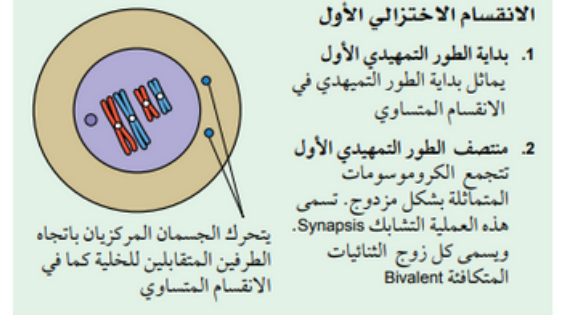 الانقسام الاختزالي الأول
1. بداية الطور التمهيدي الأول
يماثل بداية الطور التميهدي في
الانقسام المتساوي
2. منتصف الطور التمهيدي الأول
تتجمع الكروموسومات
المتماثلة بشكل مزدوج. تسمى
هذه العملية التشابك Synapsis.
ويسمى كل زوج الثنائيات
المتكافئة Bivalent
يتحرك الجسمان المركزيان باتجاه
الطرفين المتقابلين للخلية كما في
الانقسام المتساوي